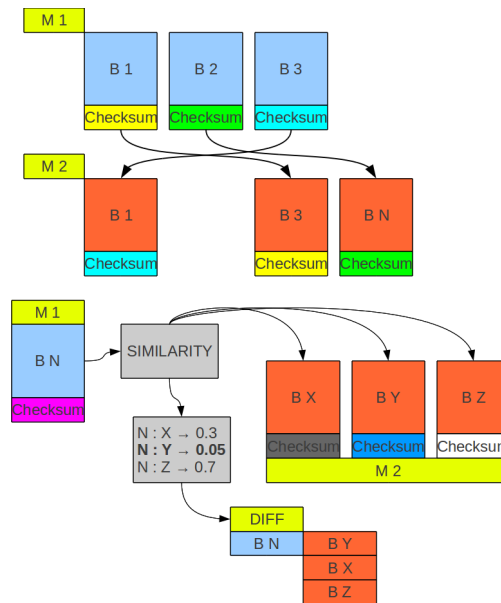 M 1
B 1 B 2 B 3
Checksum Checksum Checksum
M 2
B 1 B 3 B N
Checksum Checksum Checksum
M 1
B N
Checksum
SIMILARITY
B X B Y B Z
Checksum Checksum Checksum
M 2
N : X → 0.3
N : Y → 0.05
N : Z → 0.7
DIFF
B N B Y
B X
B Z